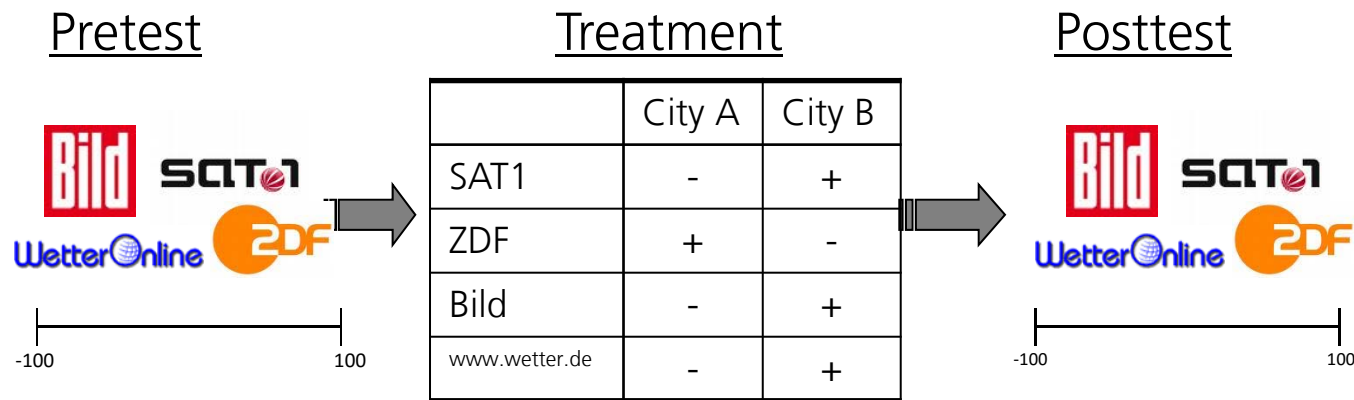 Pretest
Bild
SAT1
WetterOnline
ZDF
-100 100
Treatment
City A City B
SAT1 - +
ZDF + -
Bild - +
www.wetter.de - +
Posttest
Bild
SAT1
WetterOnline
ZDF
-100 100